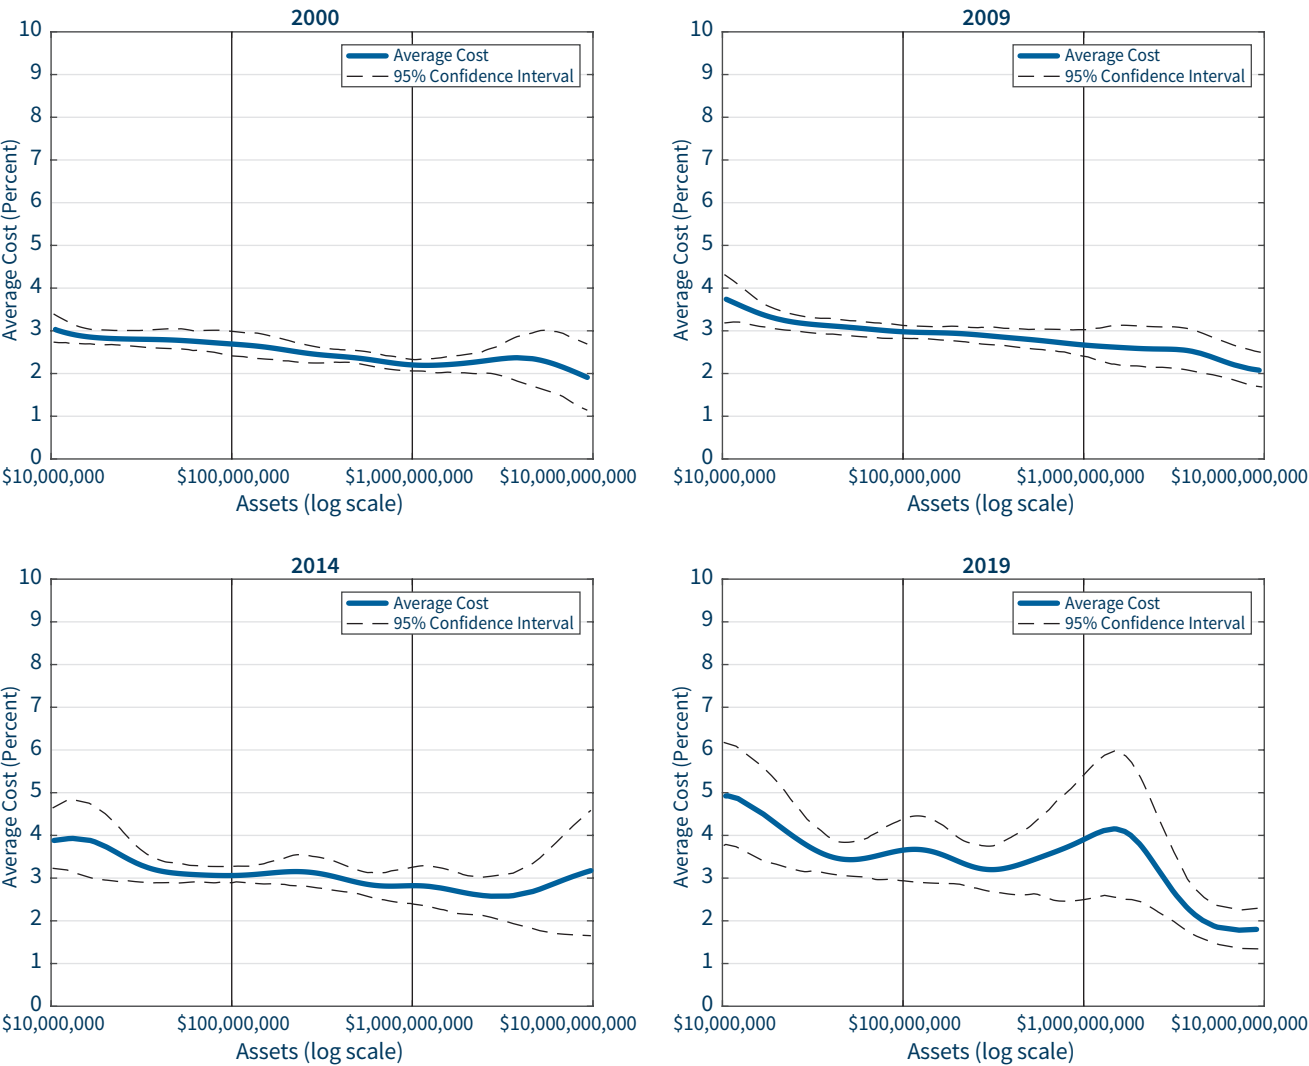 2000
10
9
8
7
6
5
4
3
2
1
0
Average Cost (Percent)
Average Cost
95% Confidence Interval
$10,000,000 $100,000,000 $1,000,000,000 $10,000,000,000
Assets (log scale)
2009
10
9
8
7
6
5
4
3
2
1
0
Average Cost (Percent)
Average Cost
95% Confidence Interval
$10,000,000 $100,000,000 $1,000,000,000 $10,000,000,000
Assets (log scale)
2014
10
9
8
7
6
5
4
3
2
1
0
Average Cost (Percent)
Average Cost
95% Confidence Interval
$10,000,000 $100,000,000 $1,000,000,000 $10,000,000,000
Assets (log scale)
2019
10
9
8
7
6
5
4
3
2
1
0
Average Cost (Percent)
Average Cost
95% Confidence Interval
$10,000,000 $100,000,000 $1,000,000,000 $10,000,000,000
Assets (log scale)